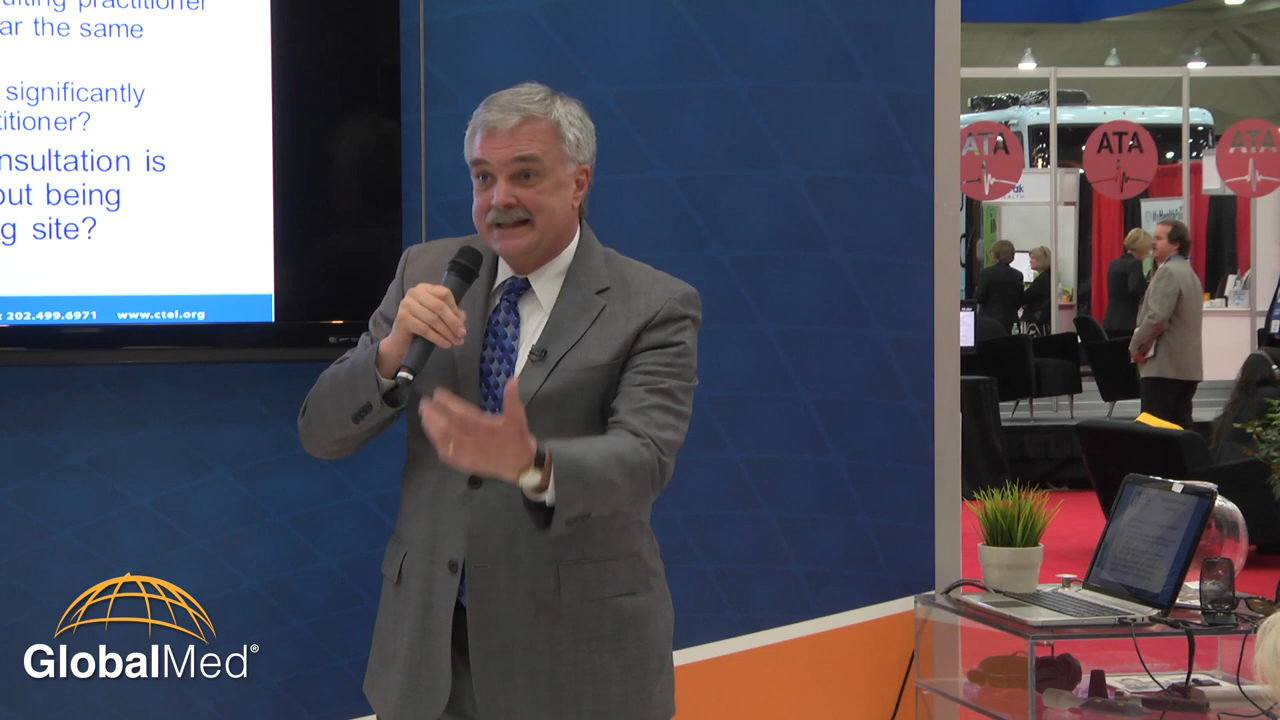 ulting practitioner
ar the same
significantly
titioner?
nsultation is
out being
g site?
202.499.6971 www.ctel.org
ATA
ATA
ATA
GlobalMed®